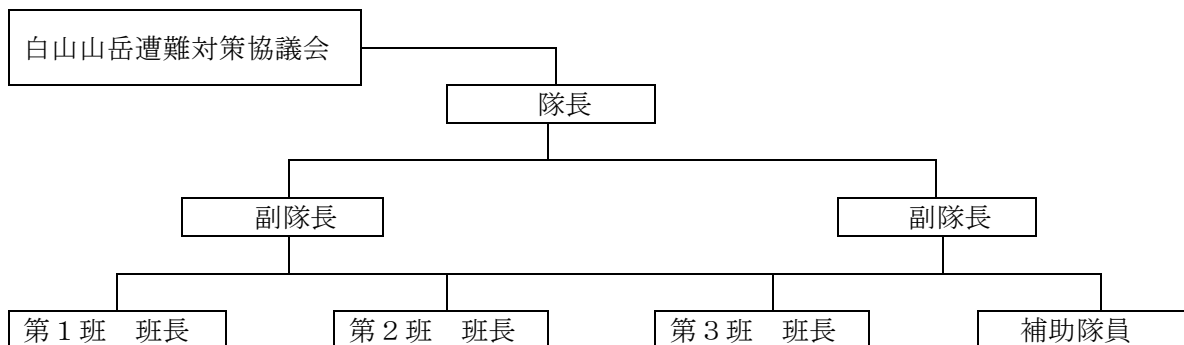 白山山岳遭難対策協議会
隊長
副隊長 副隊長
第１班　班長 第２班　班長 第３班　班長 補助隊員